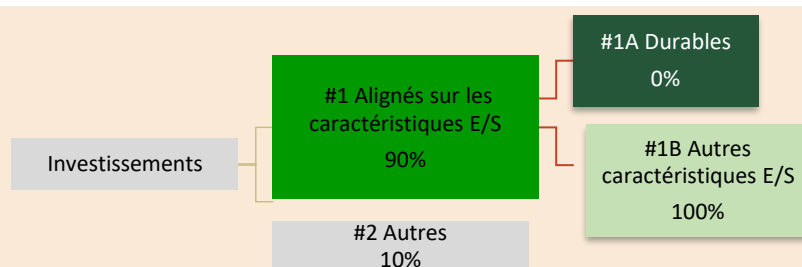 #1A Durables
0%
#1 Alignés sur les
caractéristiques E/S
90%
Investissements
#1B Autres
caractéristiques E/S
100%
#2 Autres
10%